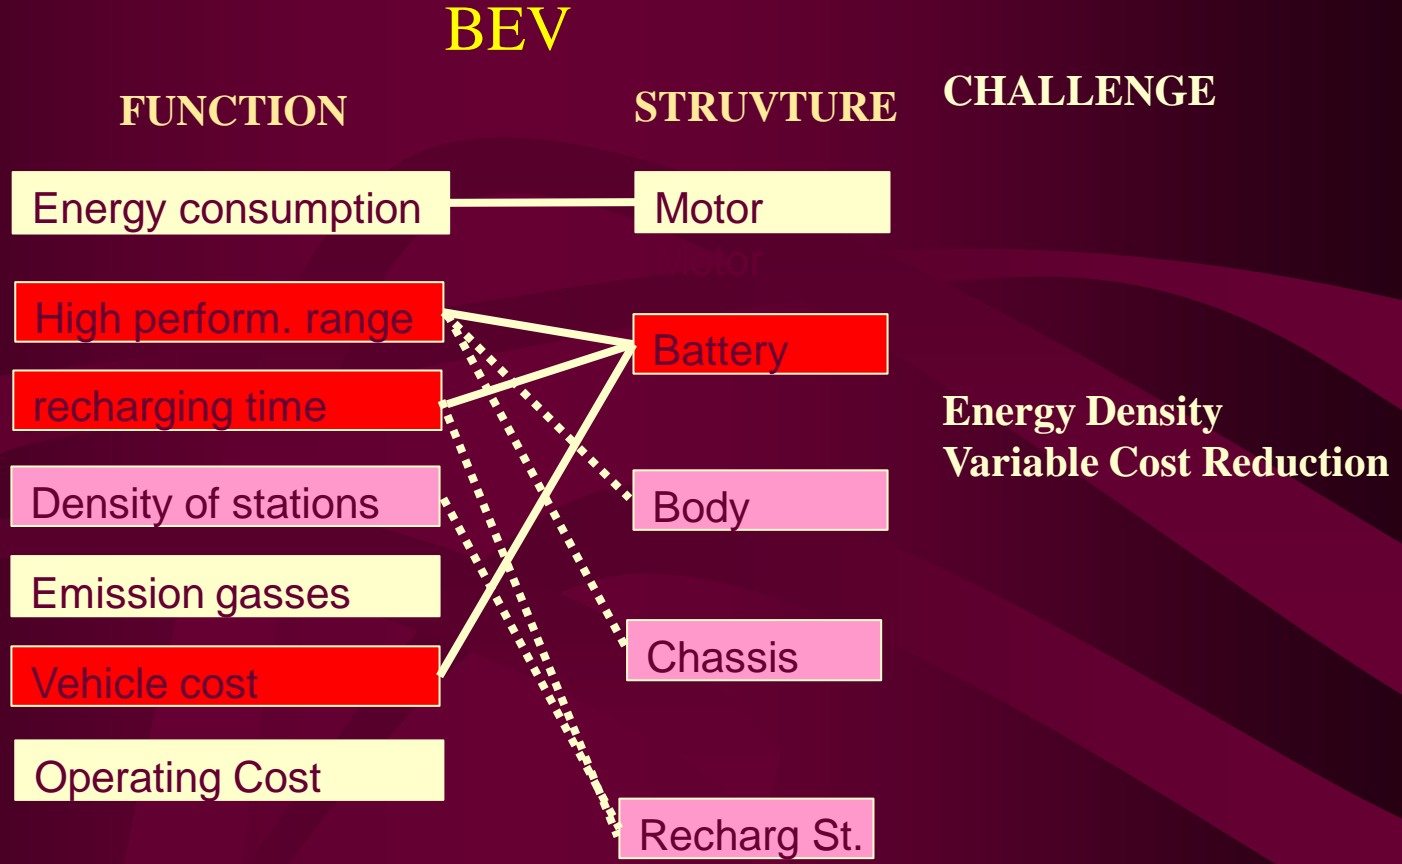 BEV
FUNCTION
STRUVTURE
CHALLENGE
Energy consumption
Motor
Motor
High perform. range
Battery
recharging time
Energy Density
Variable Cost Reduction
Density of stations
Body
Emission gasses
Chassis
Vehicle cost
Operating Cost
Recharg St.